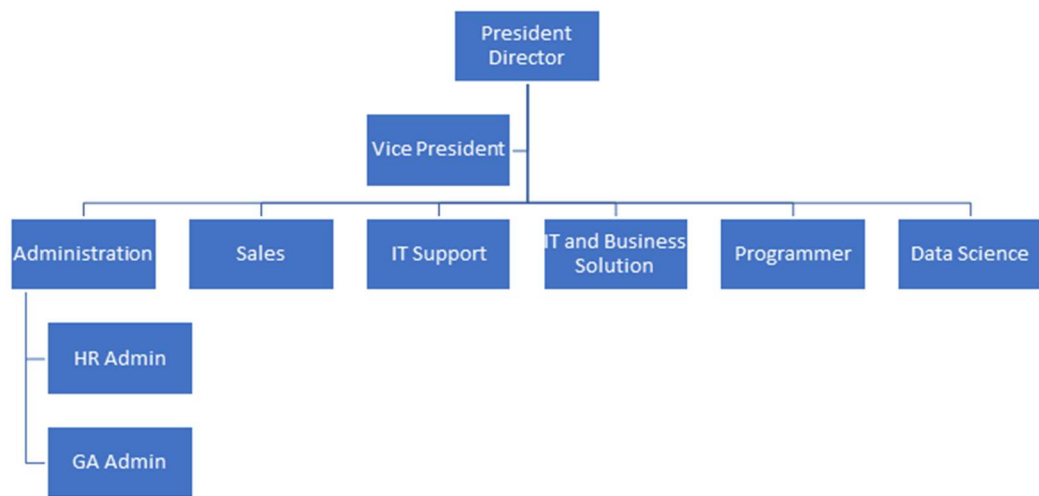 President
Director
Vice President
Administration
Sales
IT Support
IT and Business
Solution
Programmer
Data Science
HR Admin
GA Admin